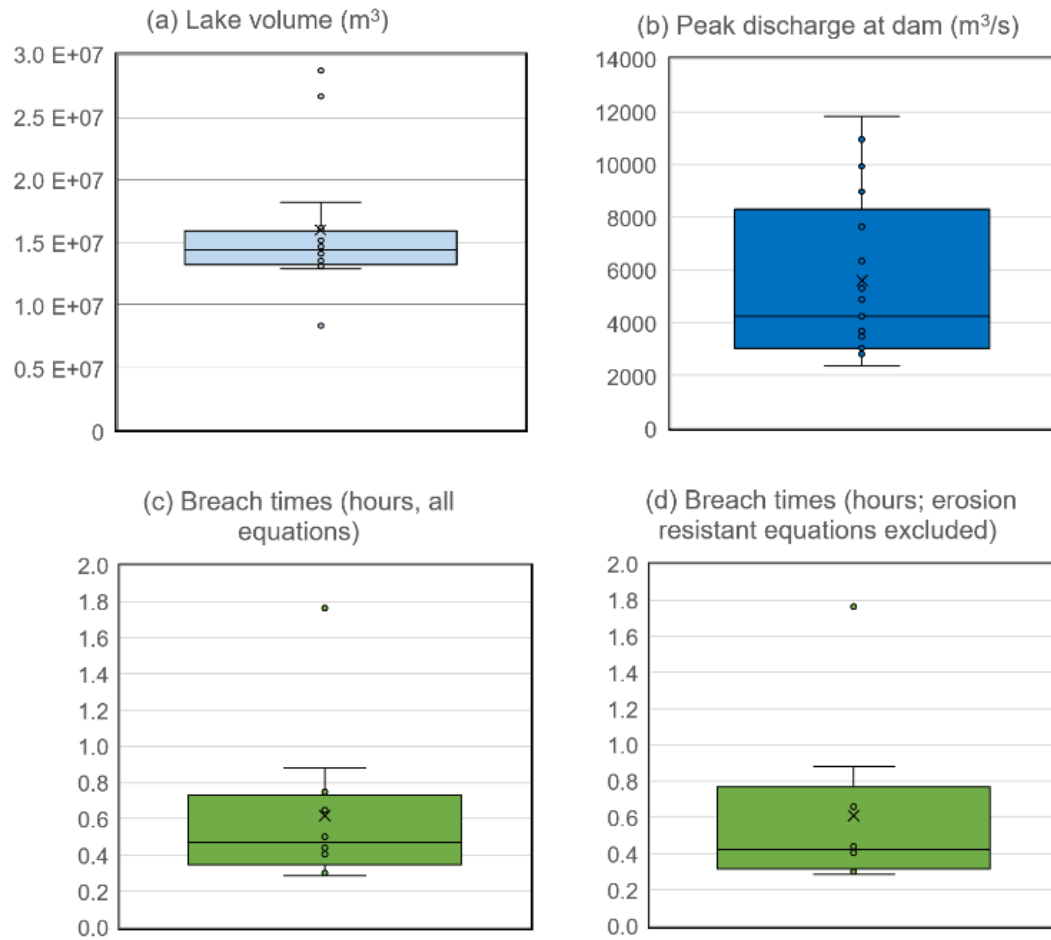 (a) Lake volume (m³)
3.0 E+07
2.5 E+07
2.0 E+07
1.5 E+07
1.0 E+07
0.5 E+07
0
(b) Peak discharge at dam (m³/s)
14000
12000
10000
8000
6000
4000
2000
0
(c) Breach times (hours, all
equations)
2.0
1.8
1.6
1.4
1.2
1.0
0.8
0.6
0.4
0.2
0.0
(d) Breach times (hours; erosion
resistant equations excluded)
2.0
1.8
1.6
1.4
1.2
1.0
0.8
0.6
0.4
0.2
0.0